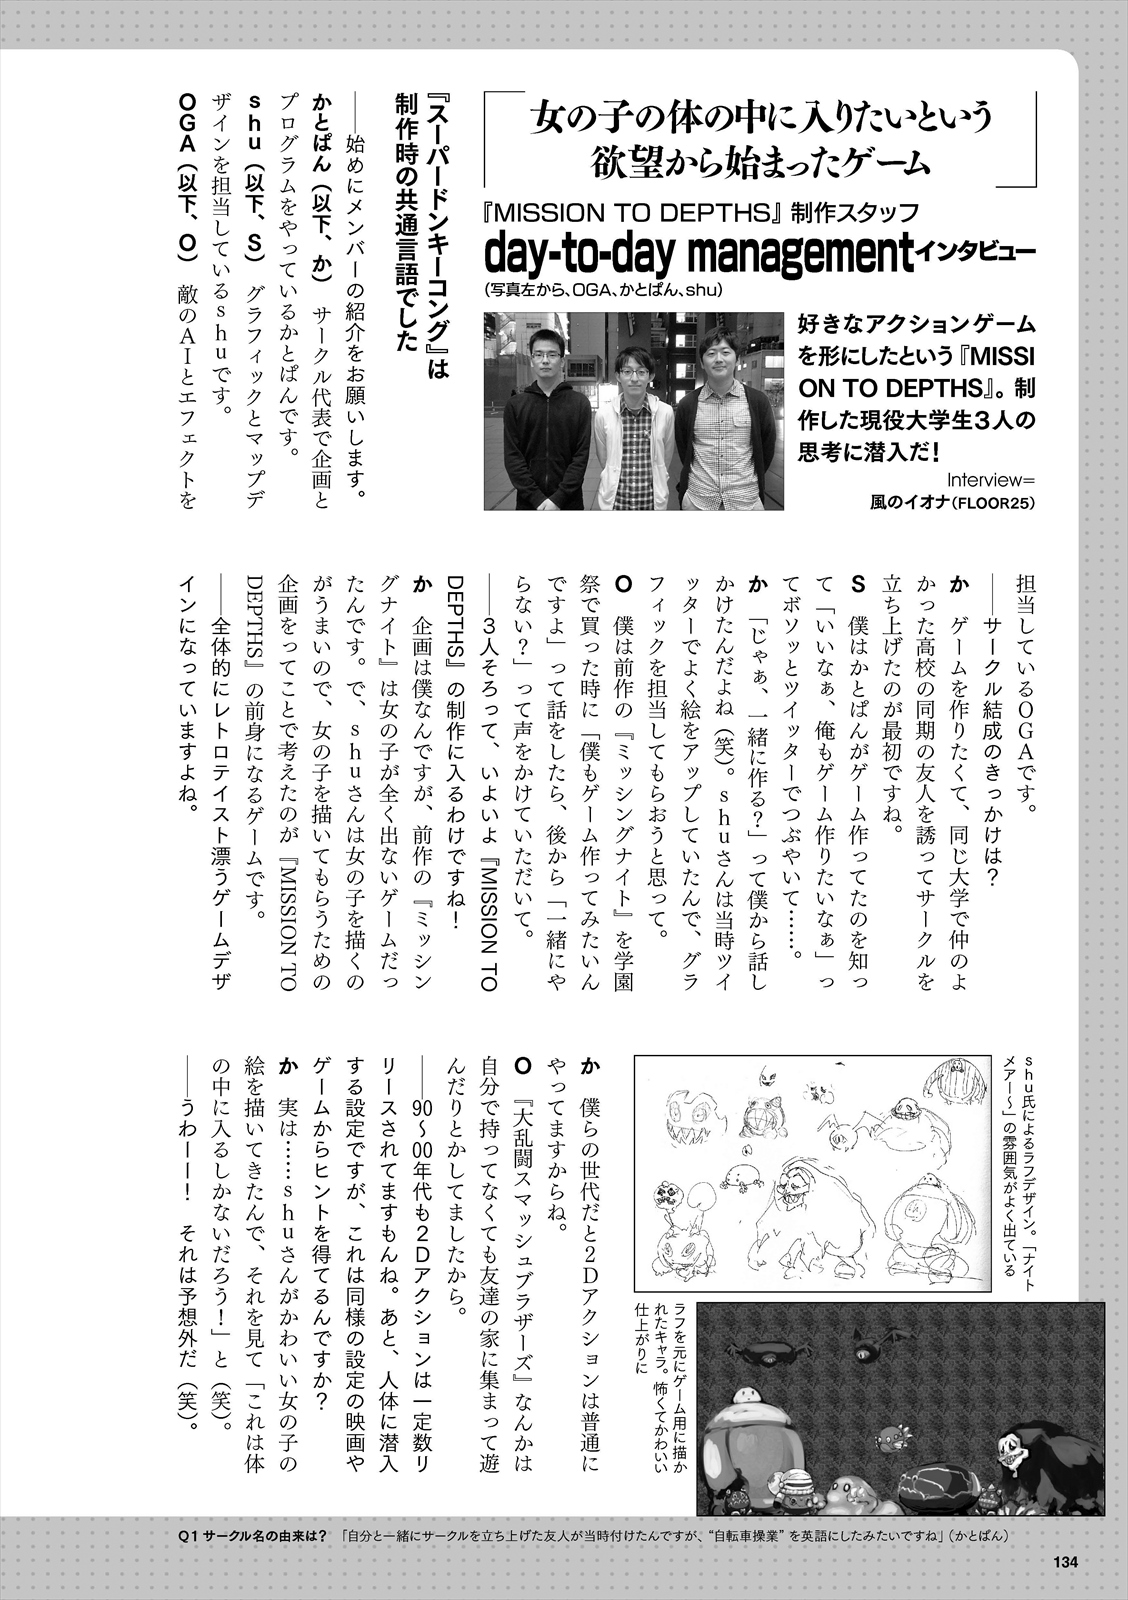 女の子の体の中に入りたいという
欲望から始まったゲーム
『MISSION TO DEPTHS』制作スタッフ
day-to-day managementインタビュー
(写真左から、OGA、かとぱん、shu)
好きなアクションゲーム
を形にしたという『MISSI
ON TO DEPTHS』。制
作した現役大学生3人の
思考に潜入だ！
Interview=
風のイオナ(FLOOR25)
『スーパードンキーコング』は
制作時の共通言語でした
――始めにメンバーの紹介をお願いします。
かとぱん（以下、か）　サークル代表で企画と
プログラムをやっているかとぱんです。
shu（以下、S）　グラフィックとマップデ
ザインを担当しているshuです。
OGA（以下、O）　敵のAIとエフェクトを
担当しているOGAです。
――サークル結成のきっかけは？
か　ゲームを作りたくて、同じ大学で仲のよ
かった高校の同期の友人を誘ってサークルを
立ち上げたのが最初ですね。
S　僕はかとぱんがゲーム作ってたのを知っ
て「いいなぁ、俺もゲーム作りたいなぁ」っ
てボソッとツイッターでつぶやいて……。
か　「じゃぁ、一緒に作る？」って僕から話し
かけたんだよね（笑）。shuさんは当時ツイ
ッターでよく絵をアップしていたんで、グラ
フィックを担当してもらおうと思って。
O　僕は前作の『ミッシングナイト』を学園
祭で買った時に「僕もゲーム作ってみたいん
ですよ」って話をしたら、後から「一緒にや
らない？」って声をかけていただいて。
――3人そろって、いよいよ『MISSION TO
DEPTHS』の制作に入るわけですね！
か　企画は僕なんですが、前作の『ミッシン
グナイト』は女の子が全く出ないゲームだっ
たんです。で、shuさんは女の子を描くの
がうまいので、女の子を描いてもらうための
企画をってことで考えたのが『MISSION TO
DEPTHS』の前身になるゲームです。
――全体的にレトロテイスト漂うゲームデザ
インになっていますよね。
shu氏によるラフデザイン。「ナイト
メアー～」の雰囲気がよく出ている
ラフを元にゲーム用に描か
れたキャラ。怖くてかわいい
仕上がりに
か　僕らの世代だと2Dアクションは普通に
やってますからね。
O　『大乱闘スマッシュブラザーズ』なんかは
自分で持ってなくても友達の家に集まって遊
んだりとかしてましたから。
――90～00年代も2Dアクションは一定数リ
リースされてますもんね。あと、人体に潜入
する設定ですが、これは同様の設定の映画や
ゲームからヒントを得てるんですか？
か　実は……shuさんがかわいい女の子の
絵を描いてきたんで、それを見て「これは体
の中に入るしかないだろう！」と（笑）。
――うわーー！　それは予想外だ（笑）。
Q1 サークル名の由来は？　「自分と一緒にサークルを立ち上げた友人が当時付けたんですが、“自転車操業”を英語にしたみたいですね」(かとぱん)
134